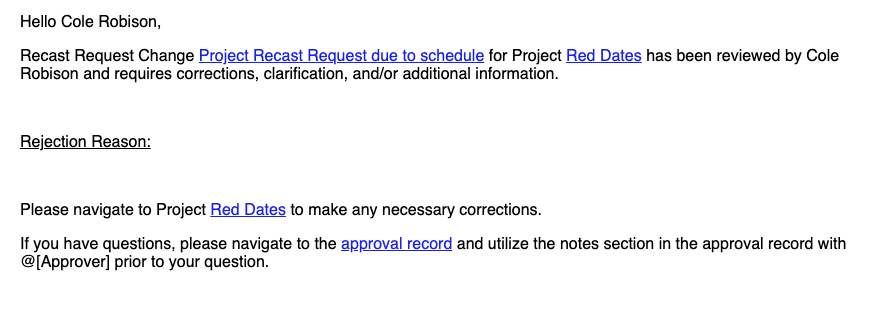 Hello Cole Robison,
Recast Request Change Project Recast Request due to schedule for Project Red Dates has been reviewed by Cole
Robison and requires corrections, clarification, and/or additional information.
Rejection Reason:
Please navigate to Project Red Dates to make any necessary corrections.
If you have questions, please navigate to the approval record and utilize the notes section in the approval record with
@[Approver] prior to your question.